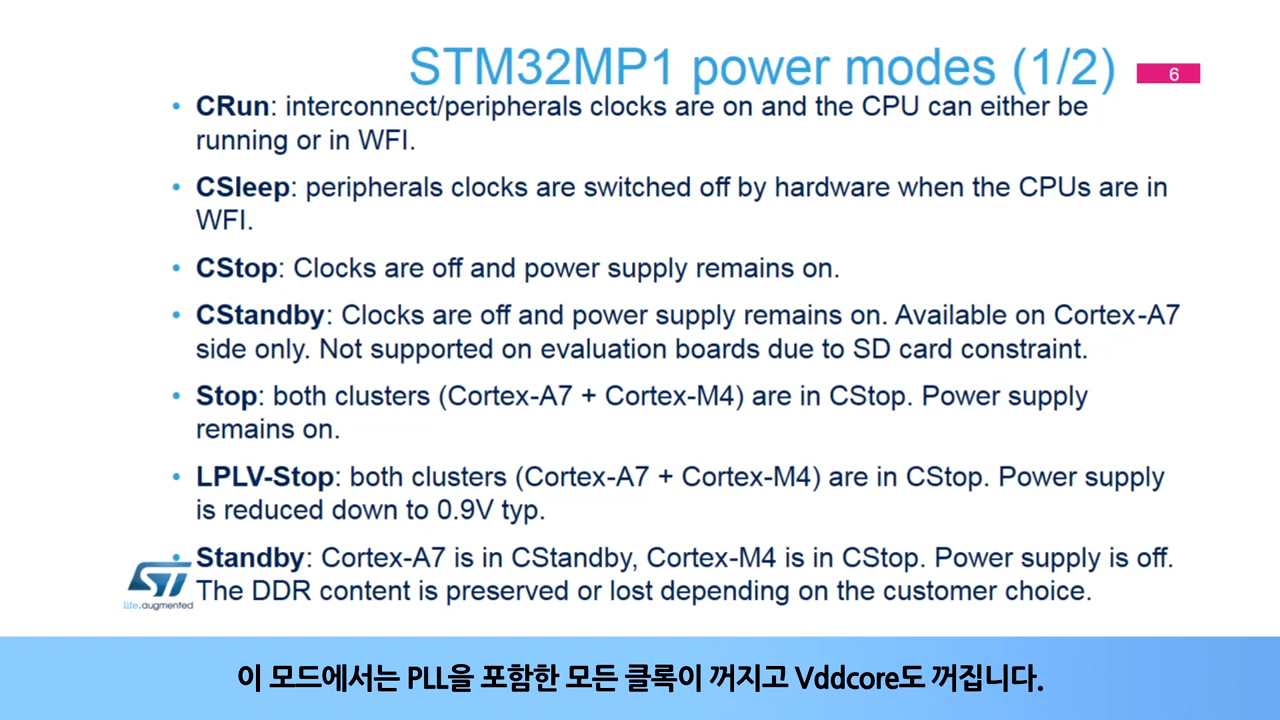 STM32MP1 power modes (1/2)
6
• CRun: interconnect/peripherals clocks are on and the CPU can either be
running or in WFI.
• CSleep: peripherals clocks are switched off by hardware when the CPUs are in
WFI.
• CStop: Clocks are off and power supply remains on.
• CStandby: Clocks are off and power supply remains on. Available on Cortex-A7
side only. Not supported on evaluation boards due to SD card constraint.
• Stop: both clusters (Cortex-A7 + Cortex-M4) are in CStop. Power supply
remains on.
• LPLV-Stop: both clusters (Cortex-A7 + Cortex-M4) are in CStop. Power supply
is reduced down to 0.9V typ.
• Standby: Cortex-A7 is in CStandby, Cortex-M4 is in CStop. Power supply is off.
The DDR content is preserved or lost depending on the customer choice.
ST
life.augmented
이 모드에서는 PLL을 포함한 모든 클록이 꺼지고 Vddcore도 꺼집니다.